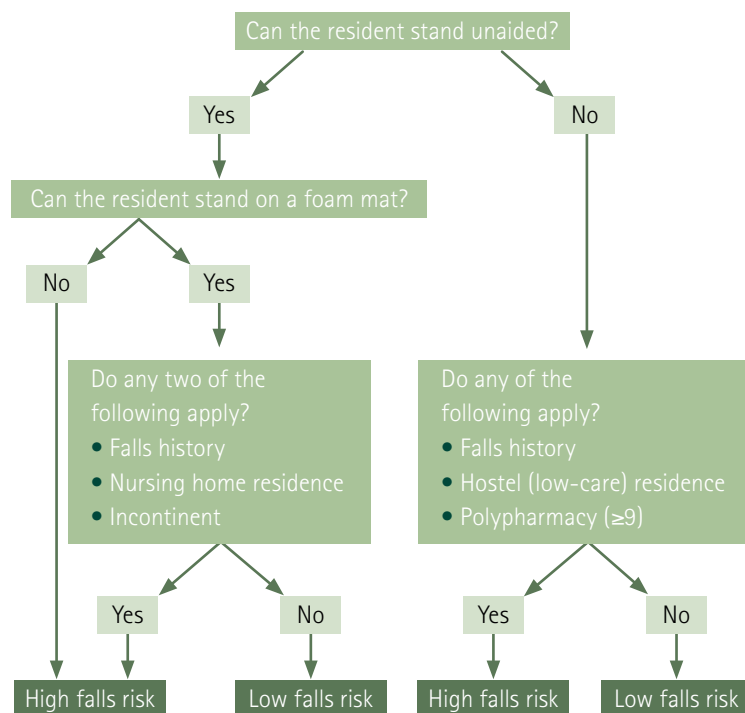 Can the resident stand unaided?
Yes
No
Can the resident stand on a foam mat?
No
Yes
Do any two of the
following apply?
• Falls history
• Nursing home residence
• Incontinent
Do any of the
following apply?
• Falls history
• Hostel (low-care) residence
• Polypharmacy (≥9)
Yes
No
Yes
No
High falls risk
Low falls risk
High falls risk
Low falls risk